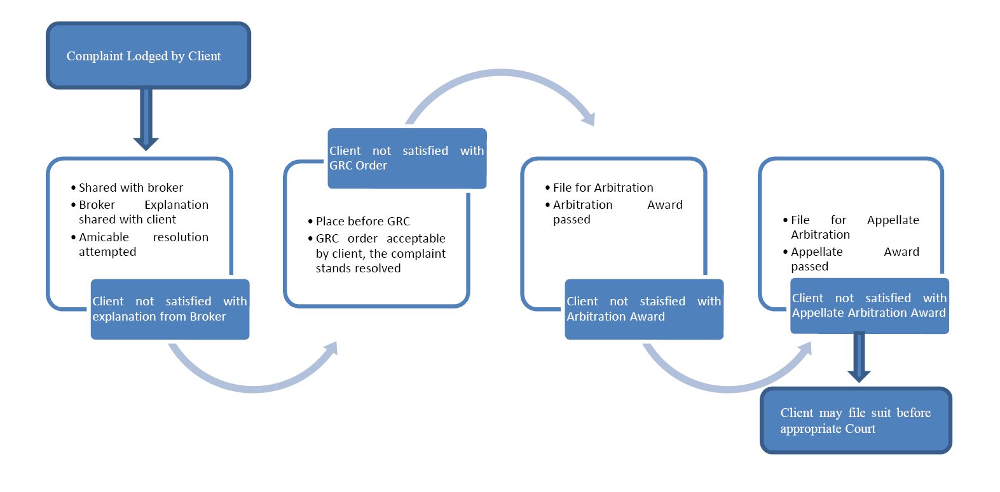 Complaint Lodged by Client
• Shared with broker
• Broker Explanation
shared with client
• Amicable resolution
attempted
Client not satisfied with
explanation from Broker
Client not satisfied with
GRC Order
• Place before GRC
• GRC order acceptable
by client, the complaint
stands resolved
• File for Arbitration
• Arbitration Award
passed
Client not staisfied with
Arbitration Award
• File for Appellate
Arbitration
• Appellate Award
passed
Client not satisfied with
Appellate Arbitration Award
Client may file suit before
appropriate Court